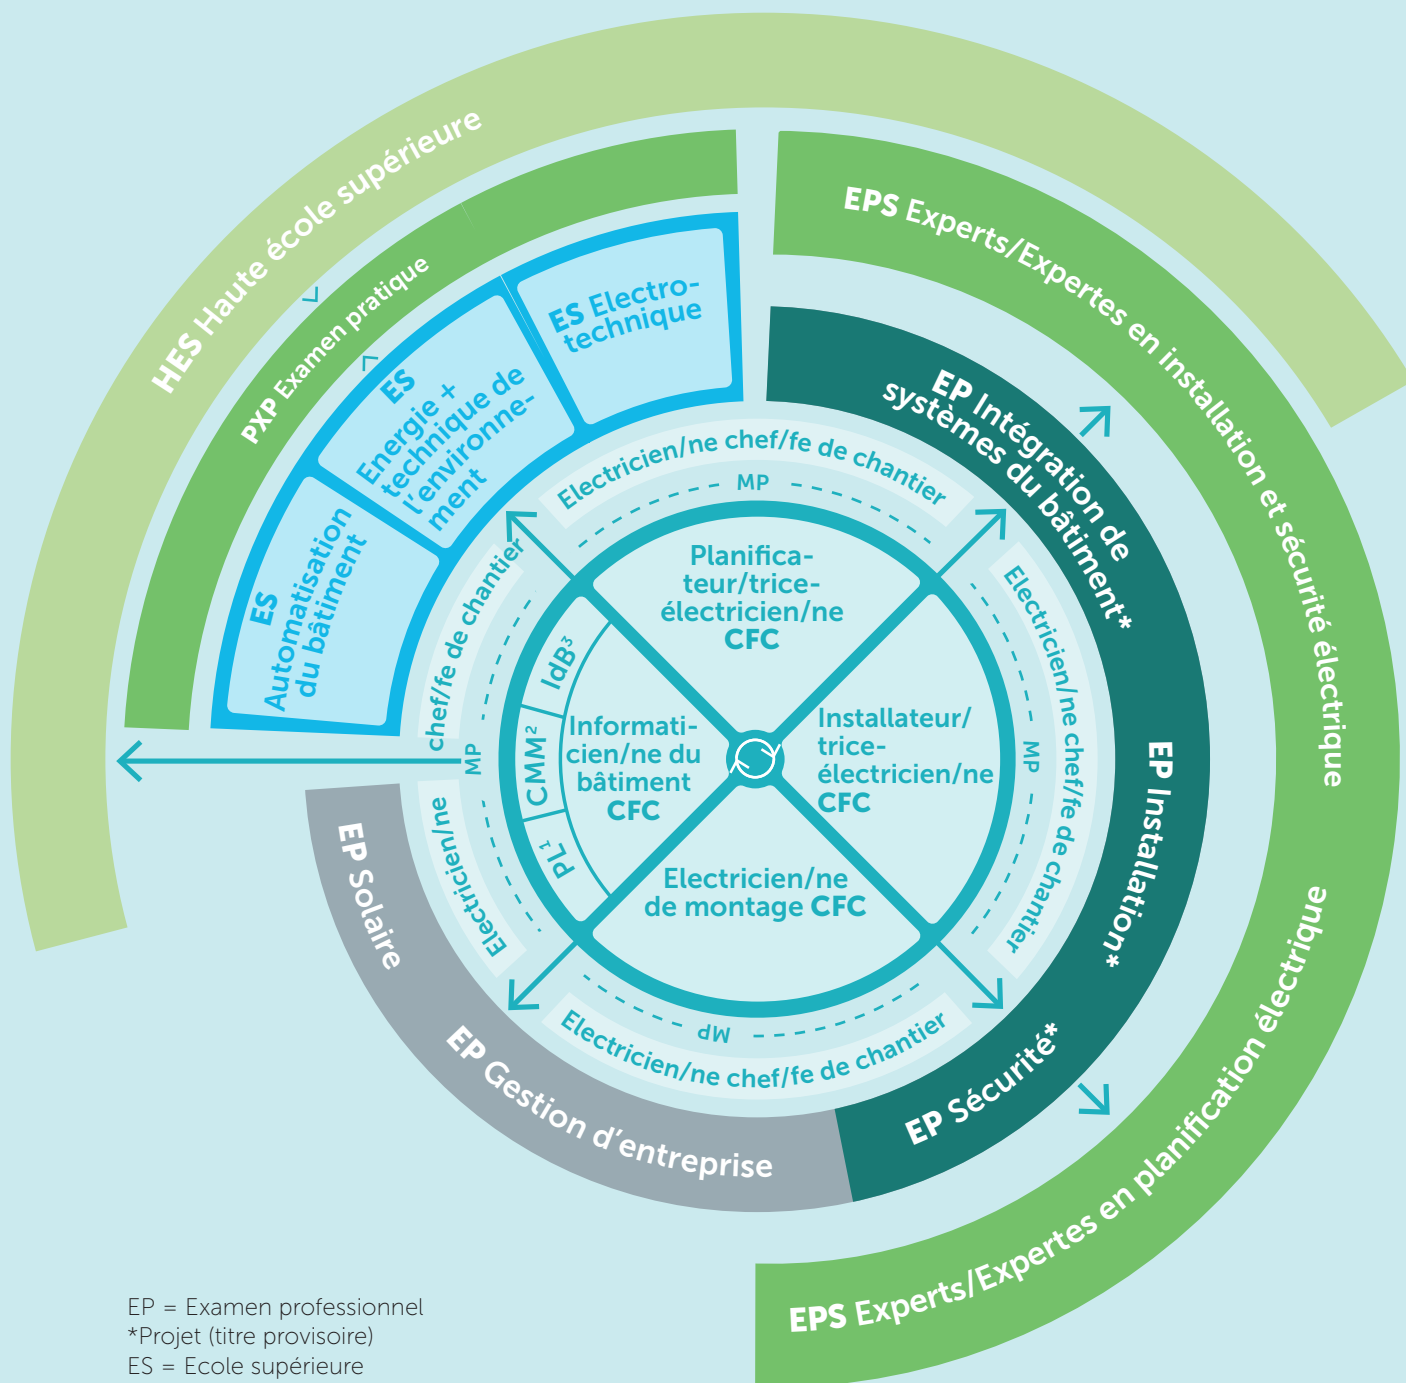 HES Haute école supérieure
PXP Examen pratique
EPS Experts/Expertes en installation et sécurité électrique
EPS Experts/Expertes en planification électrique
ES Electro-
technique
ES
Energie +
technique de
l'environne-
ment
ES
Automatisation
du bâtiment
EP Intégration de
systèmes du bâtiment*
EP Installation*
EP Sécurité*
EP Gestion d'entreprise
EP Solaire
Electricien/ne chef/fe de chantier
MP
Electricien/ne chef/fe de chantier
MP
Electricien/ne chef/fe de chantier
MP
Electricien/ne
chef/fe de chantier
MP
Planifica-
teur/trice-
électricien/ne
CFC
Installateur/
trice-
électricien/ne
CFC
Electricien/ne
de montage CFC
Informati-
cien/ne du
bâtiment
CFC
IdB³
CMM²
PL¹
EP = Examen professionnel
*Projet (titre provisoire)
ES = Ecole supérieure